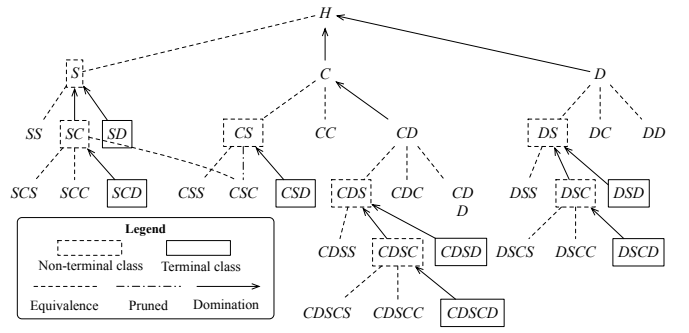 H
S C D
SS SC SD CS CC CD DS DC DD
SCS SCC SCD CSS CSC CSD CDS CDC CD
D DSS DSC DSD
CDSS CDSC CDSD DSCS DSCC DSCD
CDSCS CDSCC CDSCD
Legend
Non-terminal class Terminal class
Equivalence Pruned Domination